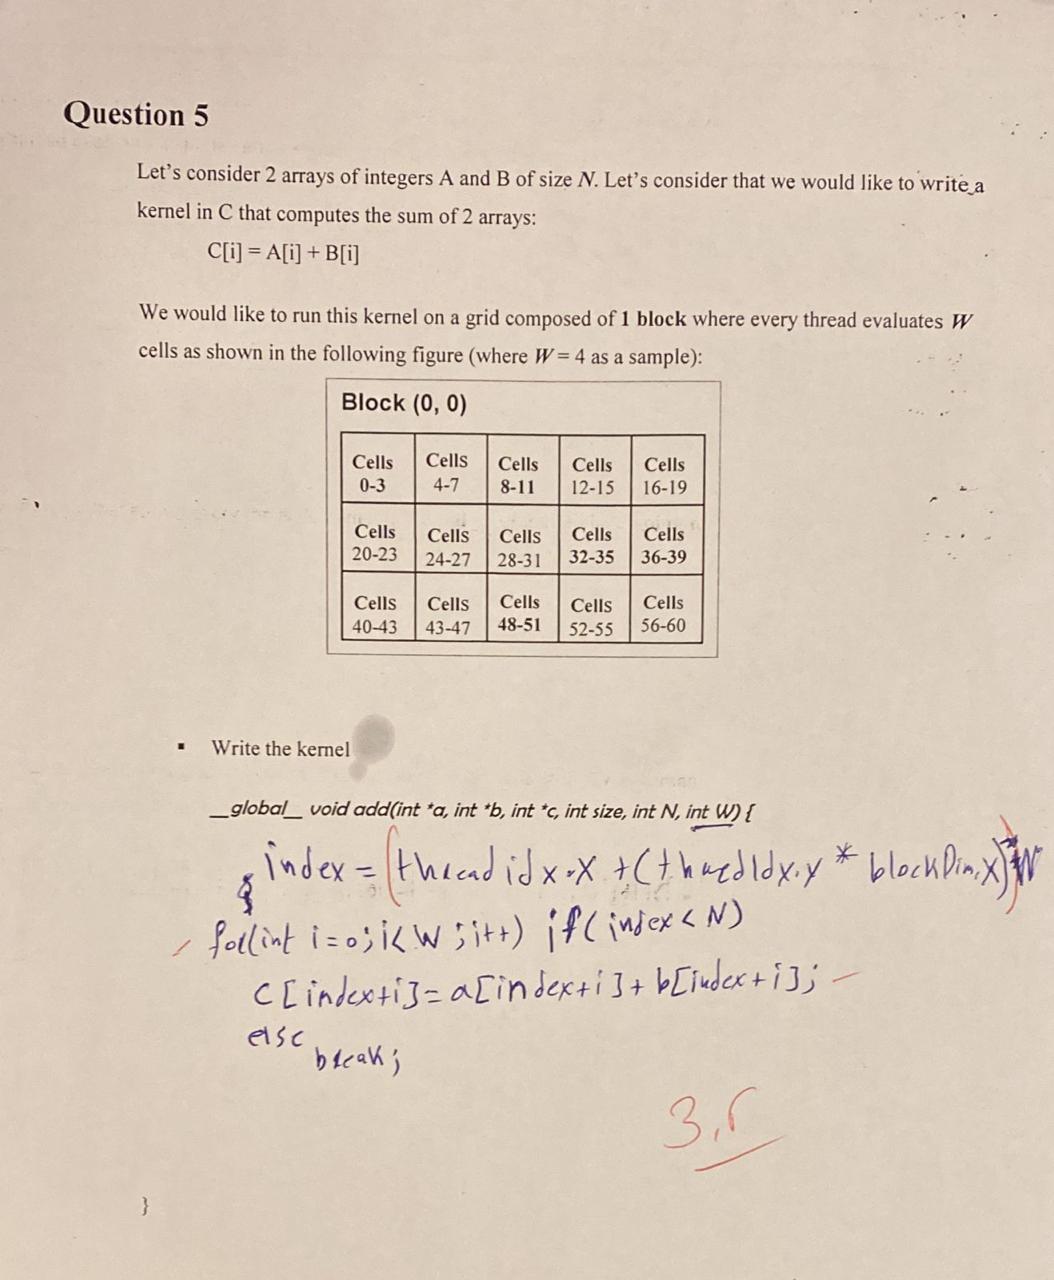 Question 5
Let's consider 2 arrays of integers A and B of size N. Let's consider that we would like to write a
kernel in C that computes the sum of 2 arrays:
C[i] = A[i] + B[i]
We would like to run this kernel on a grid composed of 1 block where every thread evaluates W
cells as shown in the following figure (where W = 4 as a sample):
Block (0, 0)
Cells Cells Cells Cells Cells
0-3 4-7 8-11 12-15 16-19
Cells Cells Cells Cells Cells
20-23 24-27 28-31 32-35 36-39
Cells Cells Cells Cells Cells
40-43 43-47 48-51 52-55 56-60
▪ Write the kernel
__global__ void add(int *a, int *b, int *c, int size, int N, int W) {
index = (thread idx.x + (threadIdx.y * blockDim.x)) * W
for(int i=0; i<W; i++) if(index<N)
c[index+i]=a[index+i]+b[index+i];
else
break;
3,5
}